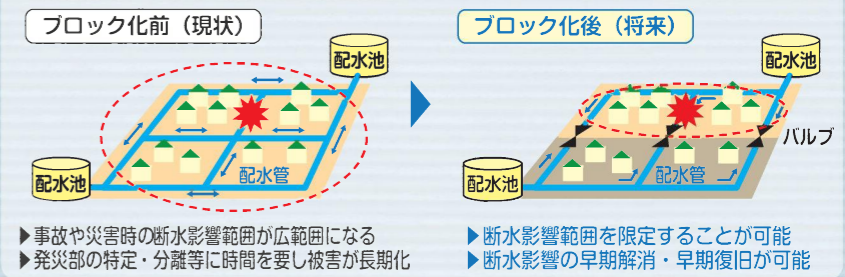 ブロック化前（現状）
配水池
配水管
配水池
▶事故や災害時の断水影響範囲が広範囲になる
▶発災部の特定・分離等に時間を要し被害が長期化
ブロック化後（将来）
配水池
バルブ
配水管
配水池
▶断水影響範囲を限定することが可能
▶断水影響の早期解消・早期復旧が可能